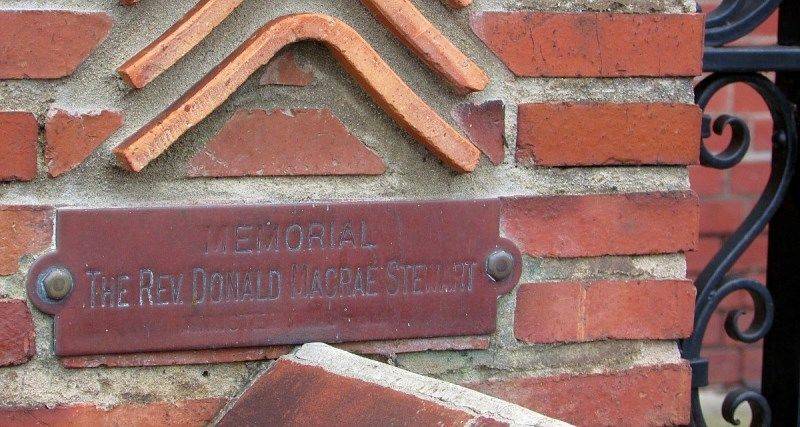 MEMORIAL
THE REV. DONALD MACRAE STEWART